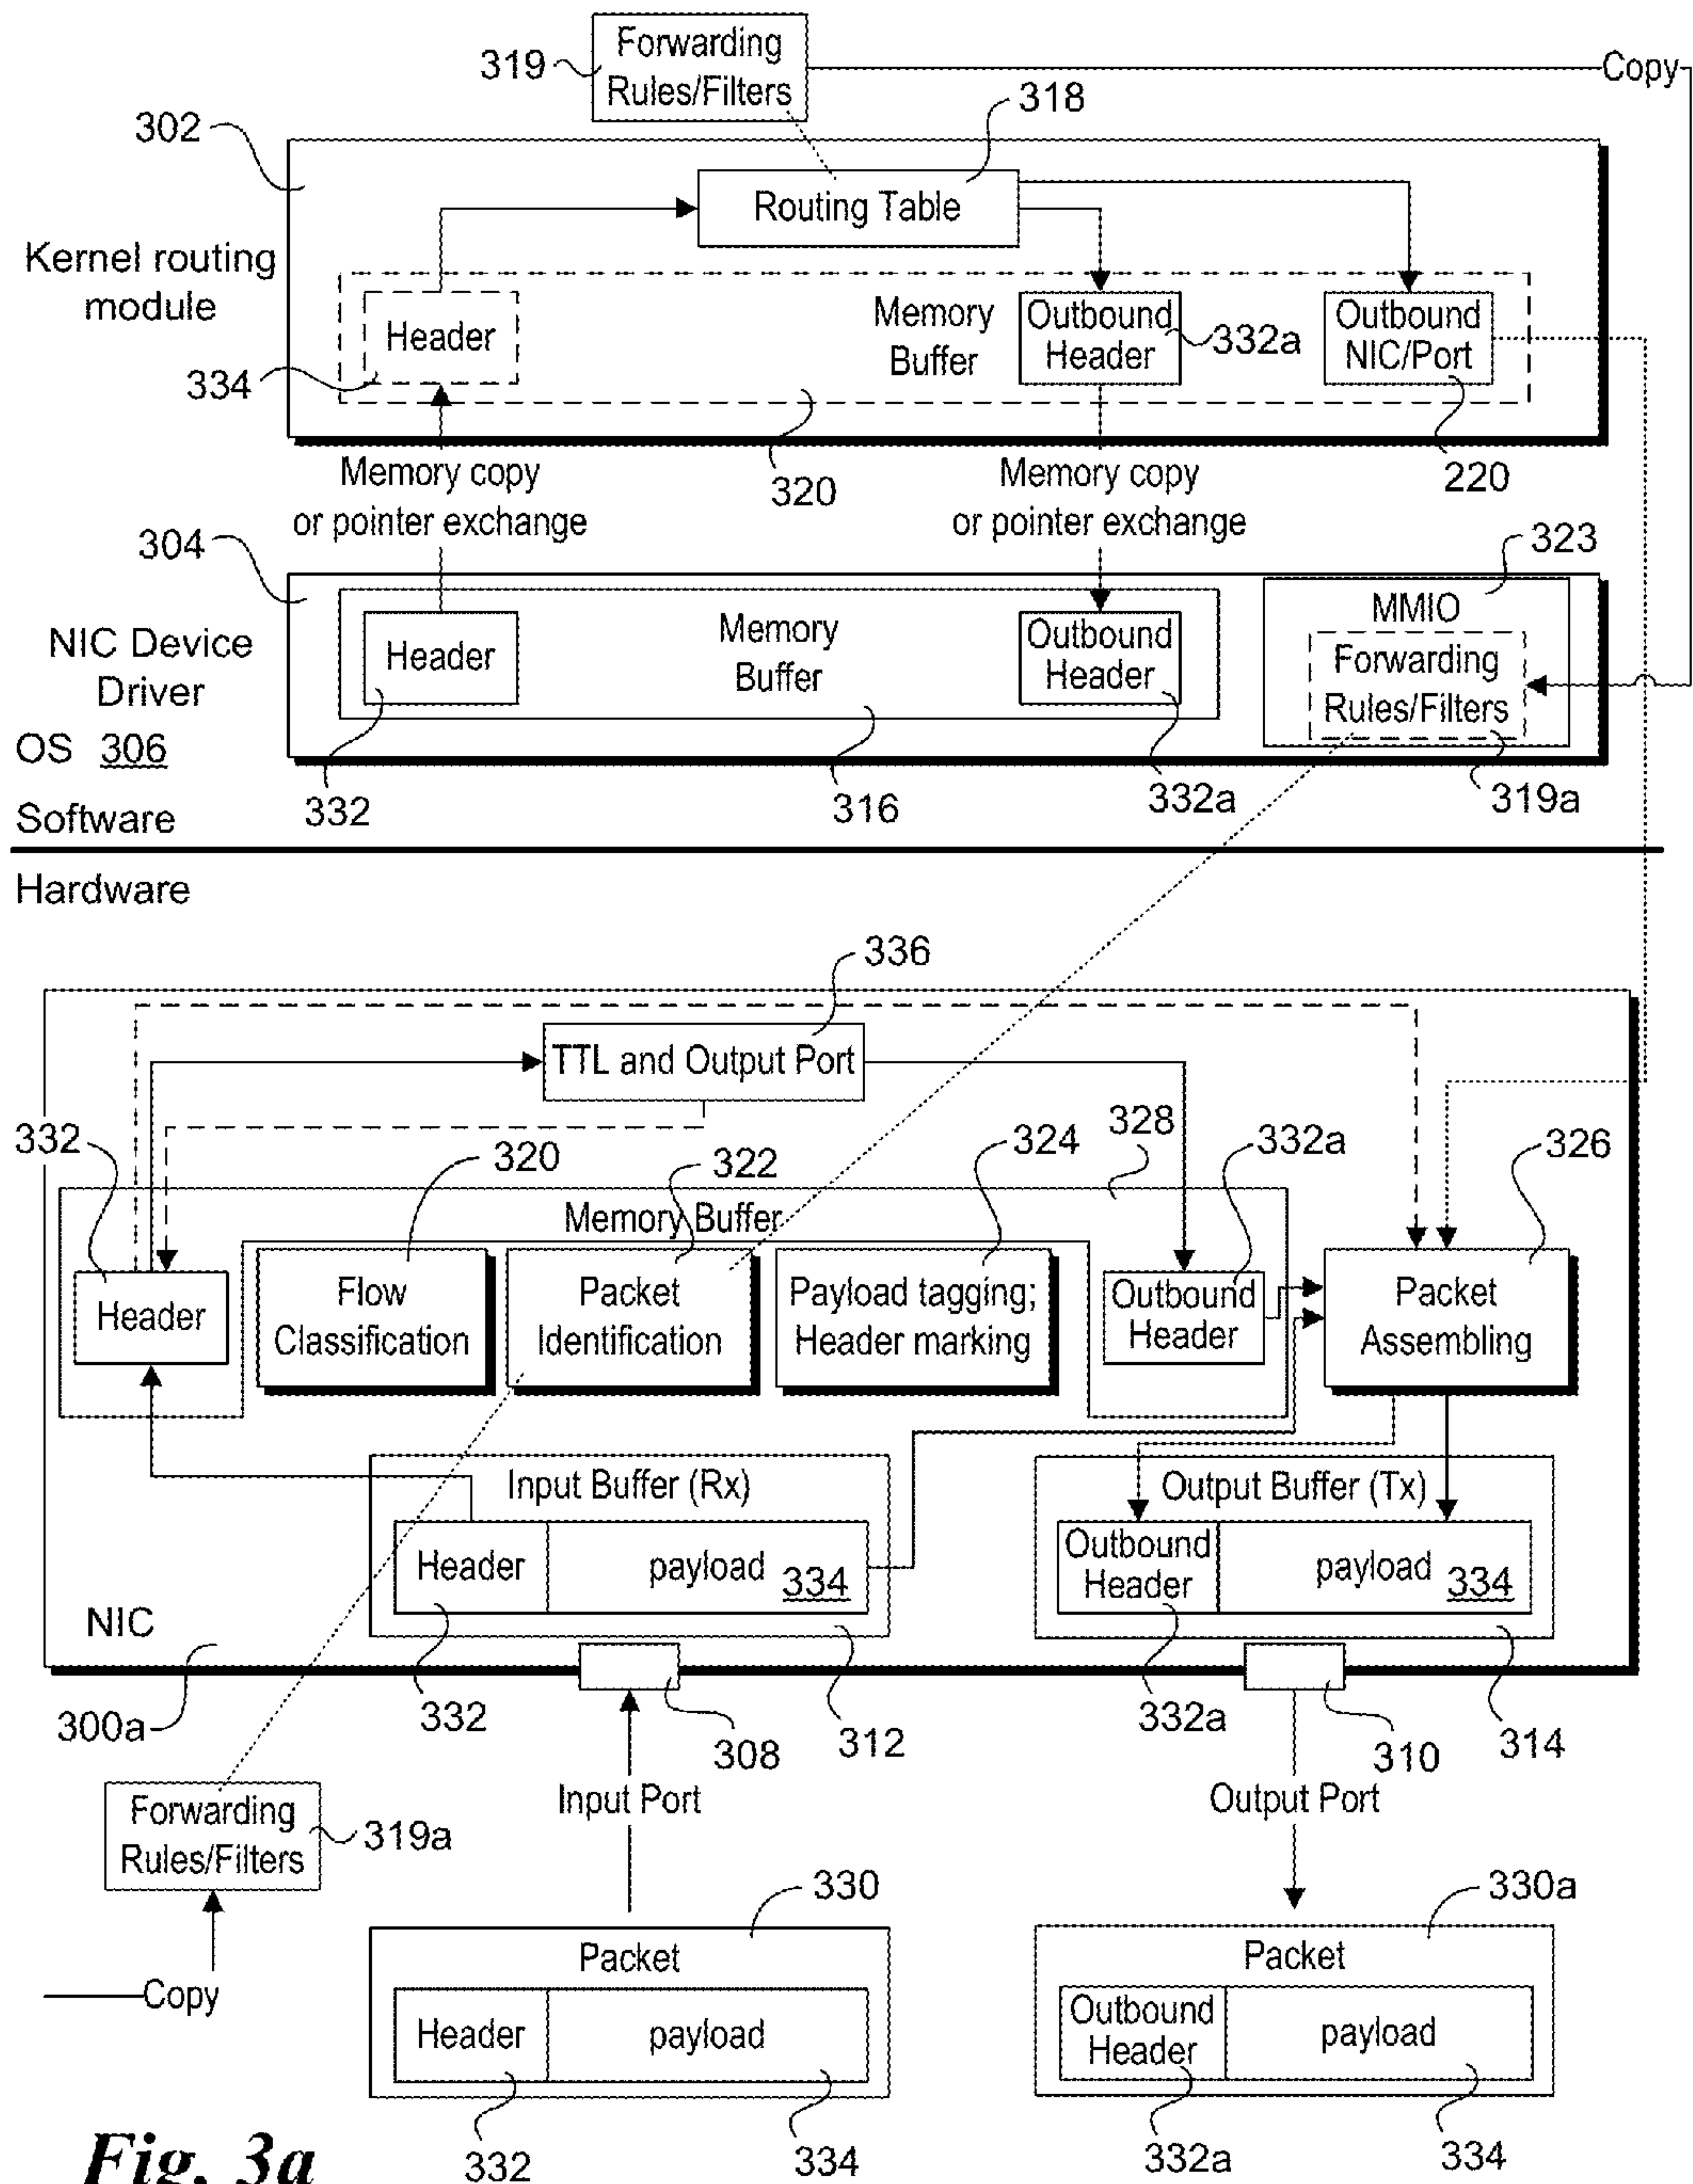 Forwarding
Rules/Filters
319
Copy
318
302
Routing Table
Kernel routing
module
Header
334
Memory
Buffer
Outbound
Header
332a
Outbound
NIC/Port
320
220
Memory copy
or pointer exchange
Memory copy
or pointer exchange
304
323
NIC Device
Driver
Header
Memory
Buffer
Outbound
Header
MMIO
Forwarding
Rules/Filters
OS 306
332
316
332a
319a
Software
Hardware
336
TTL and Output Port
332
320
322
324
328
332a
326
Memory Buffer
Header
Flow
Classification
Packet
Identification
Payload tagging;
Header marking
Outbound
Header
Packet
Assembling
Input Buffer (Rx)
Header
payload 334
Output Buffer (Tx)
Outbound
Header
payload 334
NIC
300a
332
308
312
332a
310
314
Input Port
Output Port
Forwarding
Rules/Filters
319a
Copy
330
Packet
Header
payload
332
334
330a
Packet
Outbound
Header
payload
332a
334
Fig. 3a